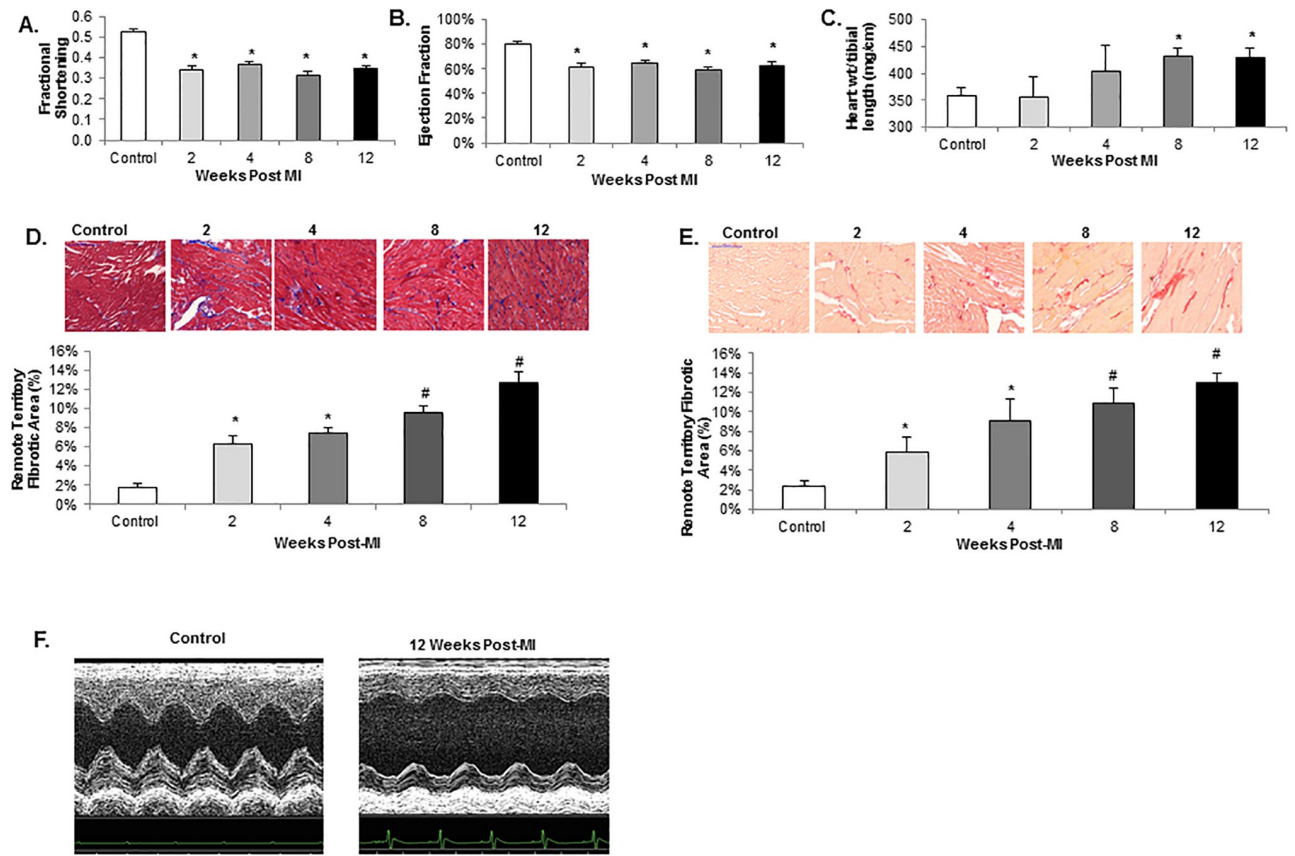 A.
Fractional
Shortening
0.6
0.5
0.4
0.3
0.2
0.1
0.0
* * * *
Control 2 4 8 12
Weeks Post MI
B.
Ejection Fraction
100%
80%
60%
40%
20%
0%
* * * *
Control 2 4 8 12
Weeks Post MI
C.
Heart wt/ tibial
length (mg/cm)
450
400
350
300
* *
Control 2 4 8 12
Weeks Post MI
D.
Control 2 4 8 12
Remote Territory
Fibrotic Area (%)
16%
14%
12%
10%
8%
6%
4%
2%
0%
* * # #
Control 2 4 8 12
Weeks Post-MI
E.
Control 2 4 8 12
Remote Territory Fibrotic
Area (%)
16%
14%
12%
10%
8%
6%
4%
2%
0%
* * # #
Control 2 4 8 12
Weeks Post-MI
F.
Control
12 Weeks Post-MI